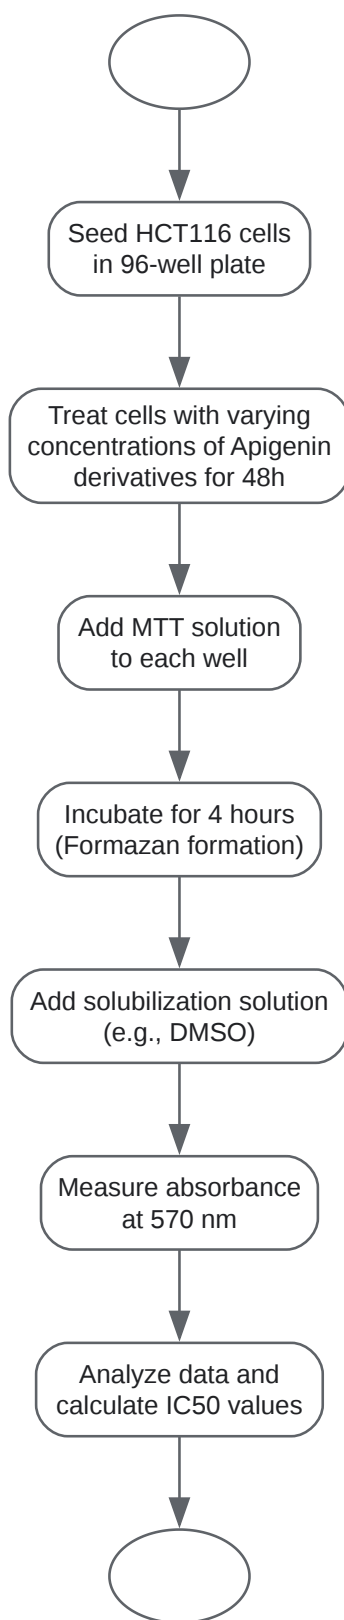 Seed HCT116 cells
in 96-well plate
Treat cells with varying
concentrations of Apigenin
derivatives for 48h
Add MTT solution
to each well
Incubate for 4 hours
(Formazan formation)
Add solubilization solution
(e.g., DMSO)
Measure absorbance
at 570 nm
Analyze data and
calculate IC50 values